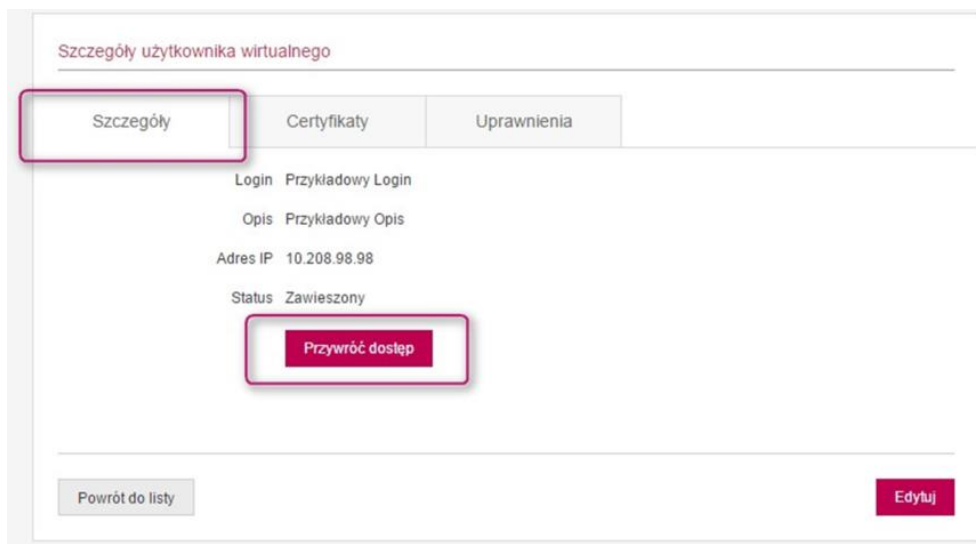 Szczegóły użytkownika wirtualnego
Szczegóły Certyfikaty Uprawnienia
Login Przykładowy Login
Opis Przykładowy Opis
Adres IP 10.208.98.98
Status Zawieszony
Przywróć dostęp
Powrót do listy Edytuj